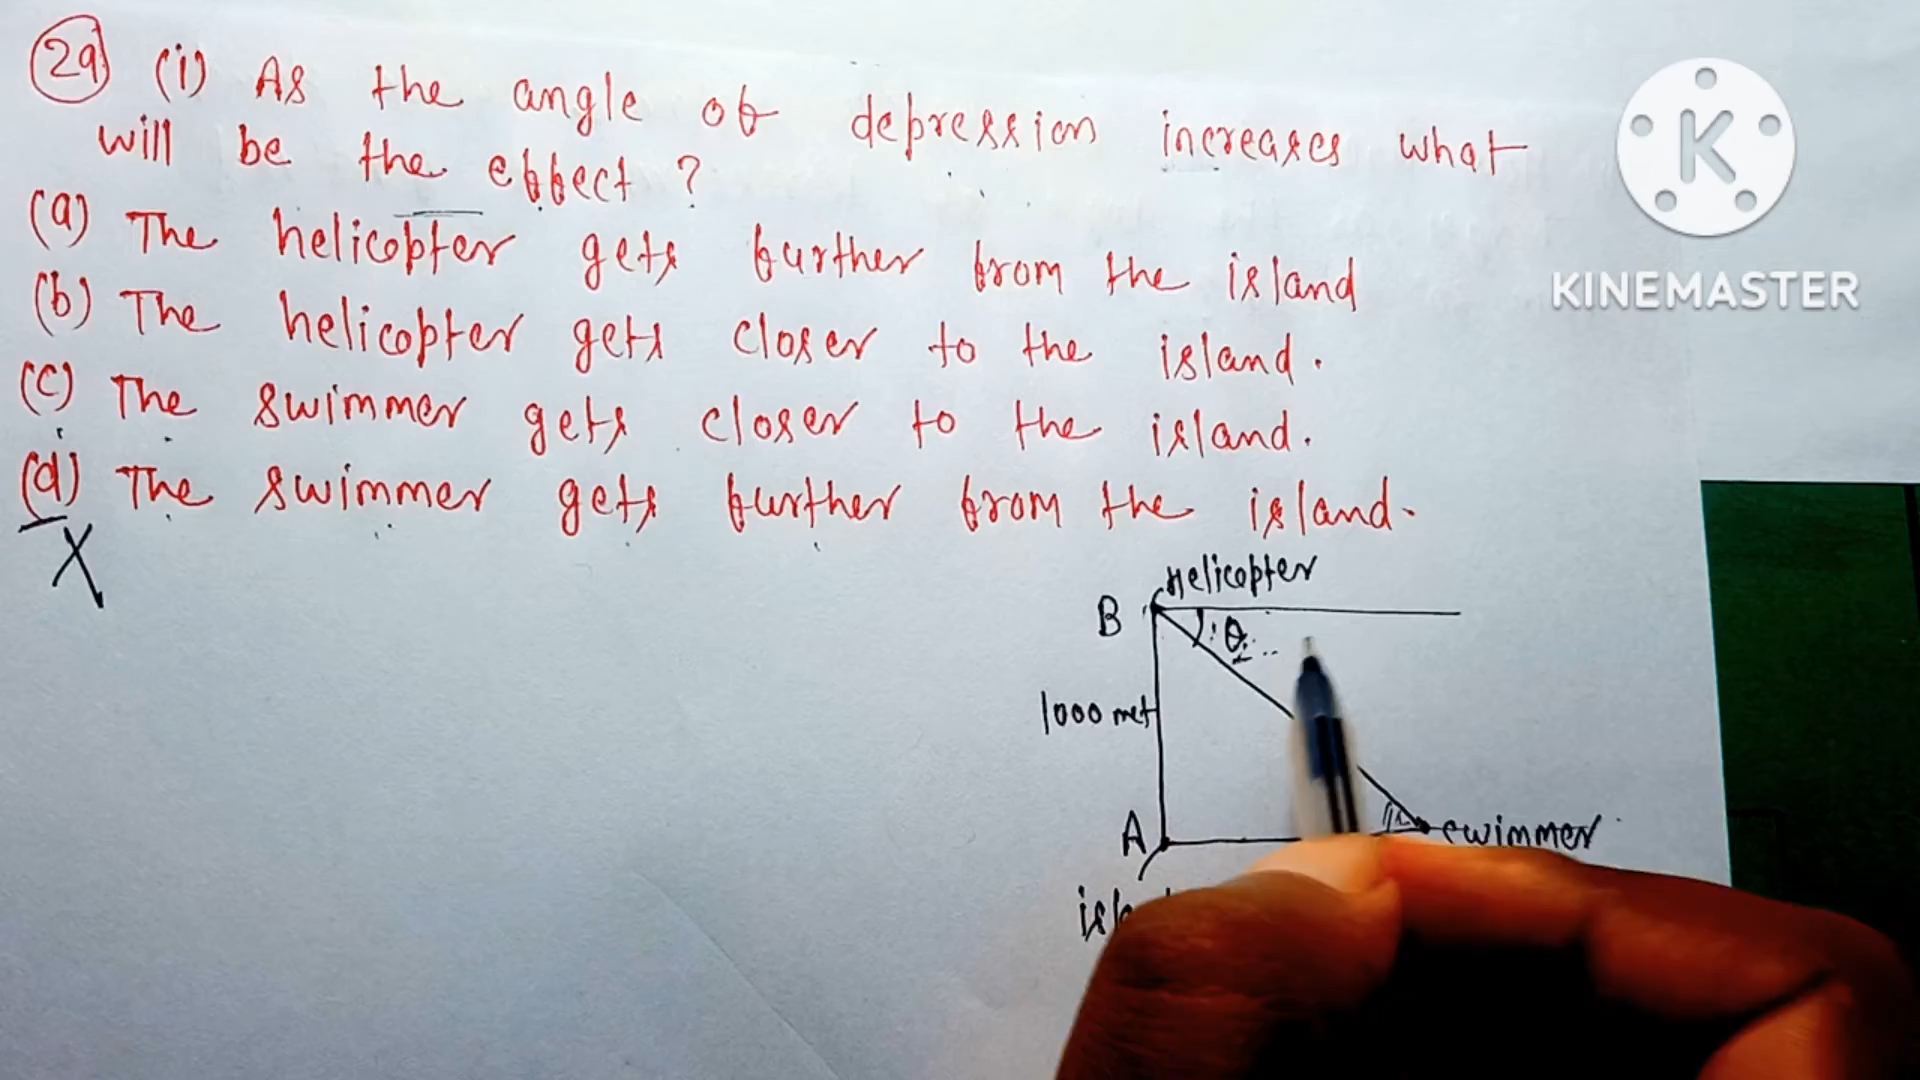 29 (i) As the angle of depression increases what
will be the effect ?
(a) The helicopter gets further from the island
(b) The helicopter gets closer to the island.
(c) The swimmer gets closer to the island.
(d) The swimmer gets further from the island.
X
K
KINEMASTER
Helicopter
B
θ
1000 met
A
swimmer